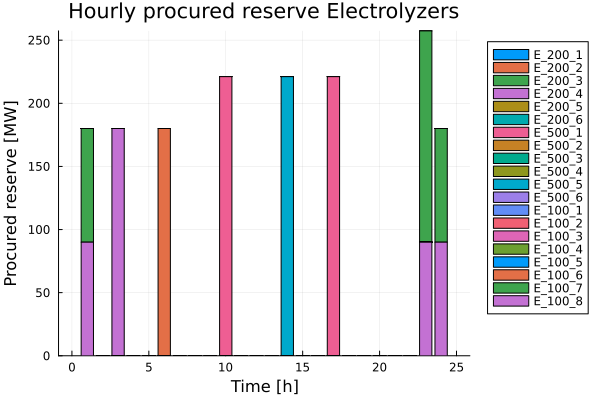 Hourly procured reserve Electrolyzers
Procured reserve [MW]
250
200
150
100
50
0
0 5 10 15 20 25
Time [h]
E_200_1
E_200_2
E_200_3
E_200_4
E_200_5
E_200_6
E_500_1
E_500_2
E_500_3
E_500_4
E_500_5
E_500_6
E_100_1
E_100_2
E_100_3
E_100_4
E_100_5
E_100_6
E_100_7
E_100_8